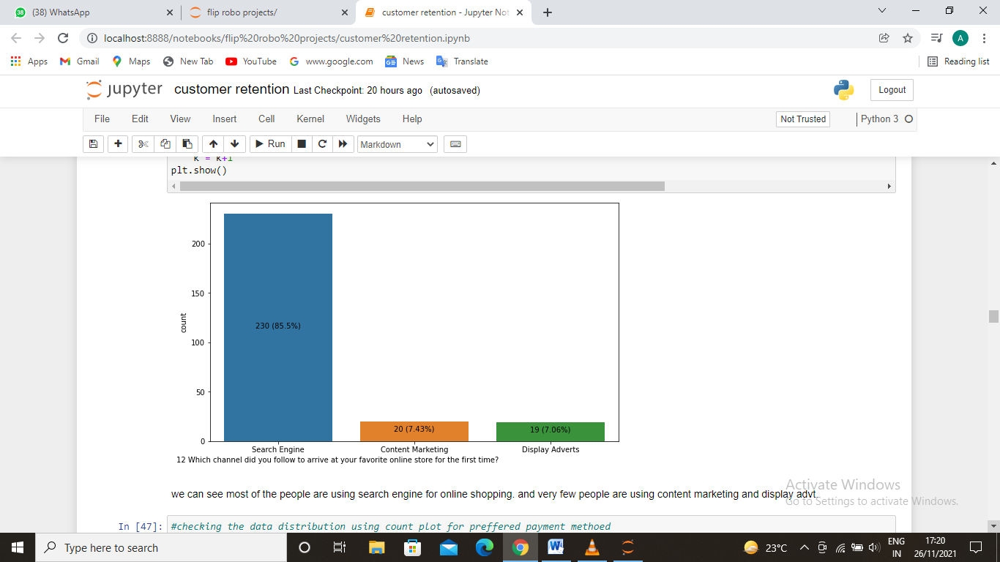 38 (38) WhatsApp
flip robo projects/
customer retention - Jupyter Not
localhost:8888/notebooks/flip%20robo%20projects/customer%20retention.ipynb
A
Apps Gmail Maps New Tab YouTube www.google.com News Translate Reading list
jupyter customer retention Last Checkpoint: 20 hours ago (autosaved)
Logout
File Edit View Insert Cell Kernel Widgets Help Not Trusted Python 3
Run Markdown
k = k+1
plt.show()
200
150
100
50
0
count
230 (85.5%)
20 (7.43%)
19 (7.06%)
Search Engine Content Marketing Display Adverts
12 Which channel did you follow to arrive at your favorite online store for the first time?
we can see most of the people are using search engine for online shopping. and very few people are using content marketing and display advt.
Activate Windows
Go to Settings to activate Windows.
In [47]: #checking the data distribution using count plot for preffered payment methoed
Type here to search
23°C
ENG
IN
17:20
26/11/2021